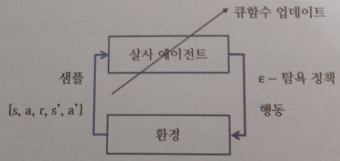 큐함수 업데이트
살사 에이전트
샘플
ϵ – 탐욕 정책
[s, a, r, s', a']
행동
환경